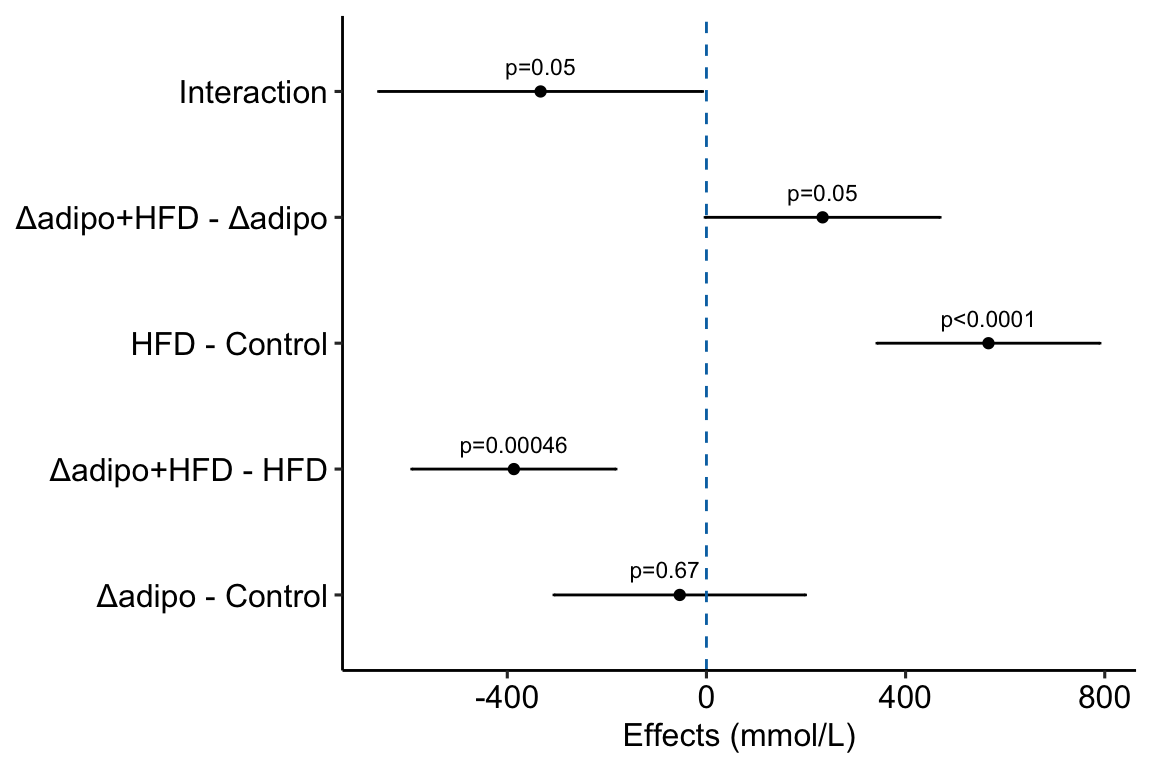 p=0.05
Interaction
p=0.05
Δadipo+HFD - Δadipo
p<0.0001
HFD - Control
p=0.00046
Δadipo+HFD - HFD
p=0.67
Δadipo - Control
-400 0 400 800
Effects (mmol/L)